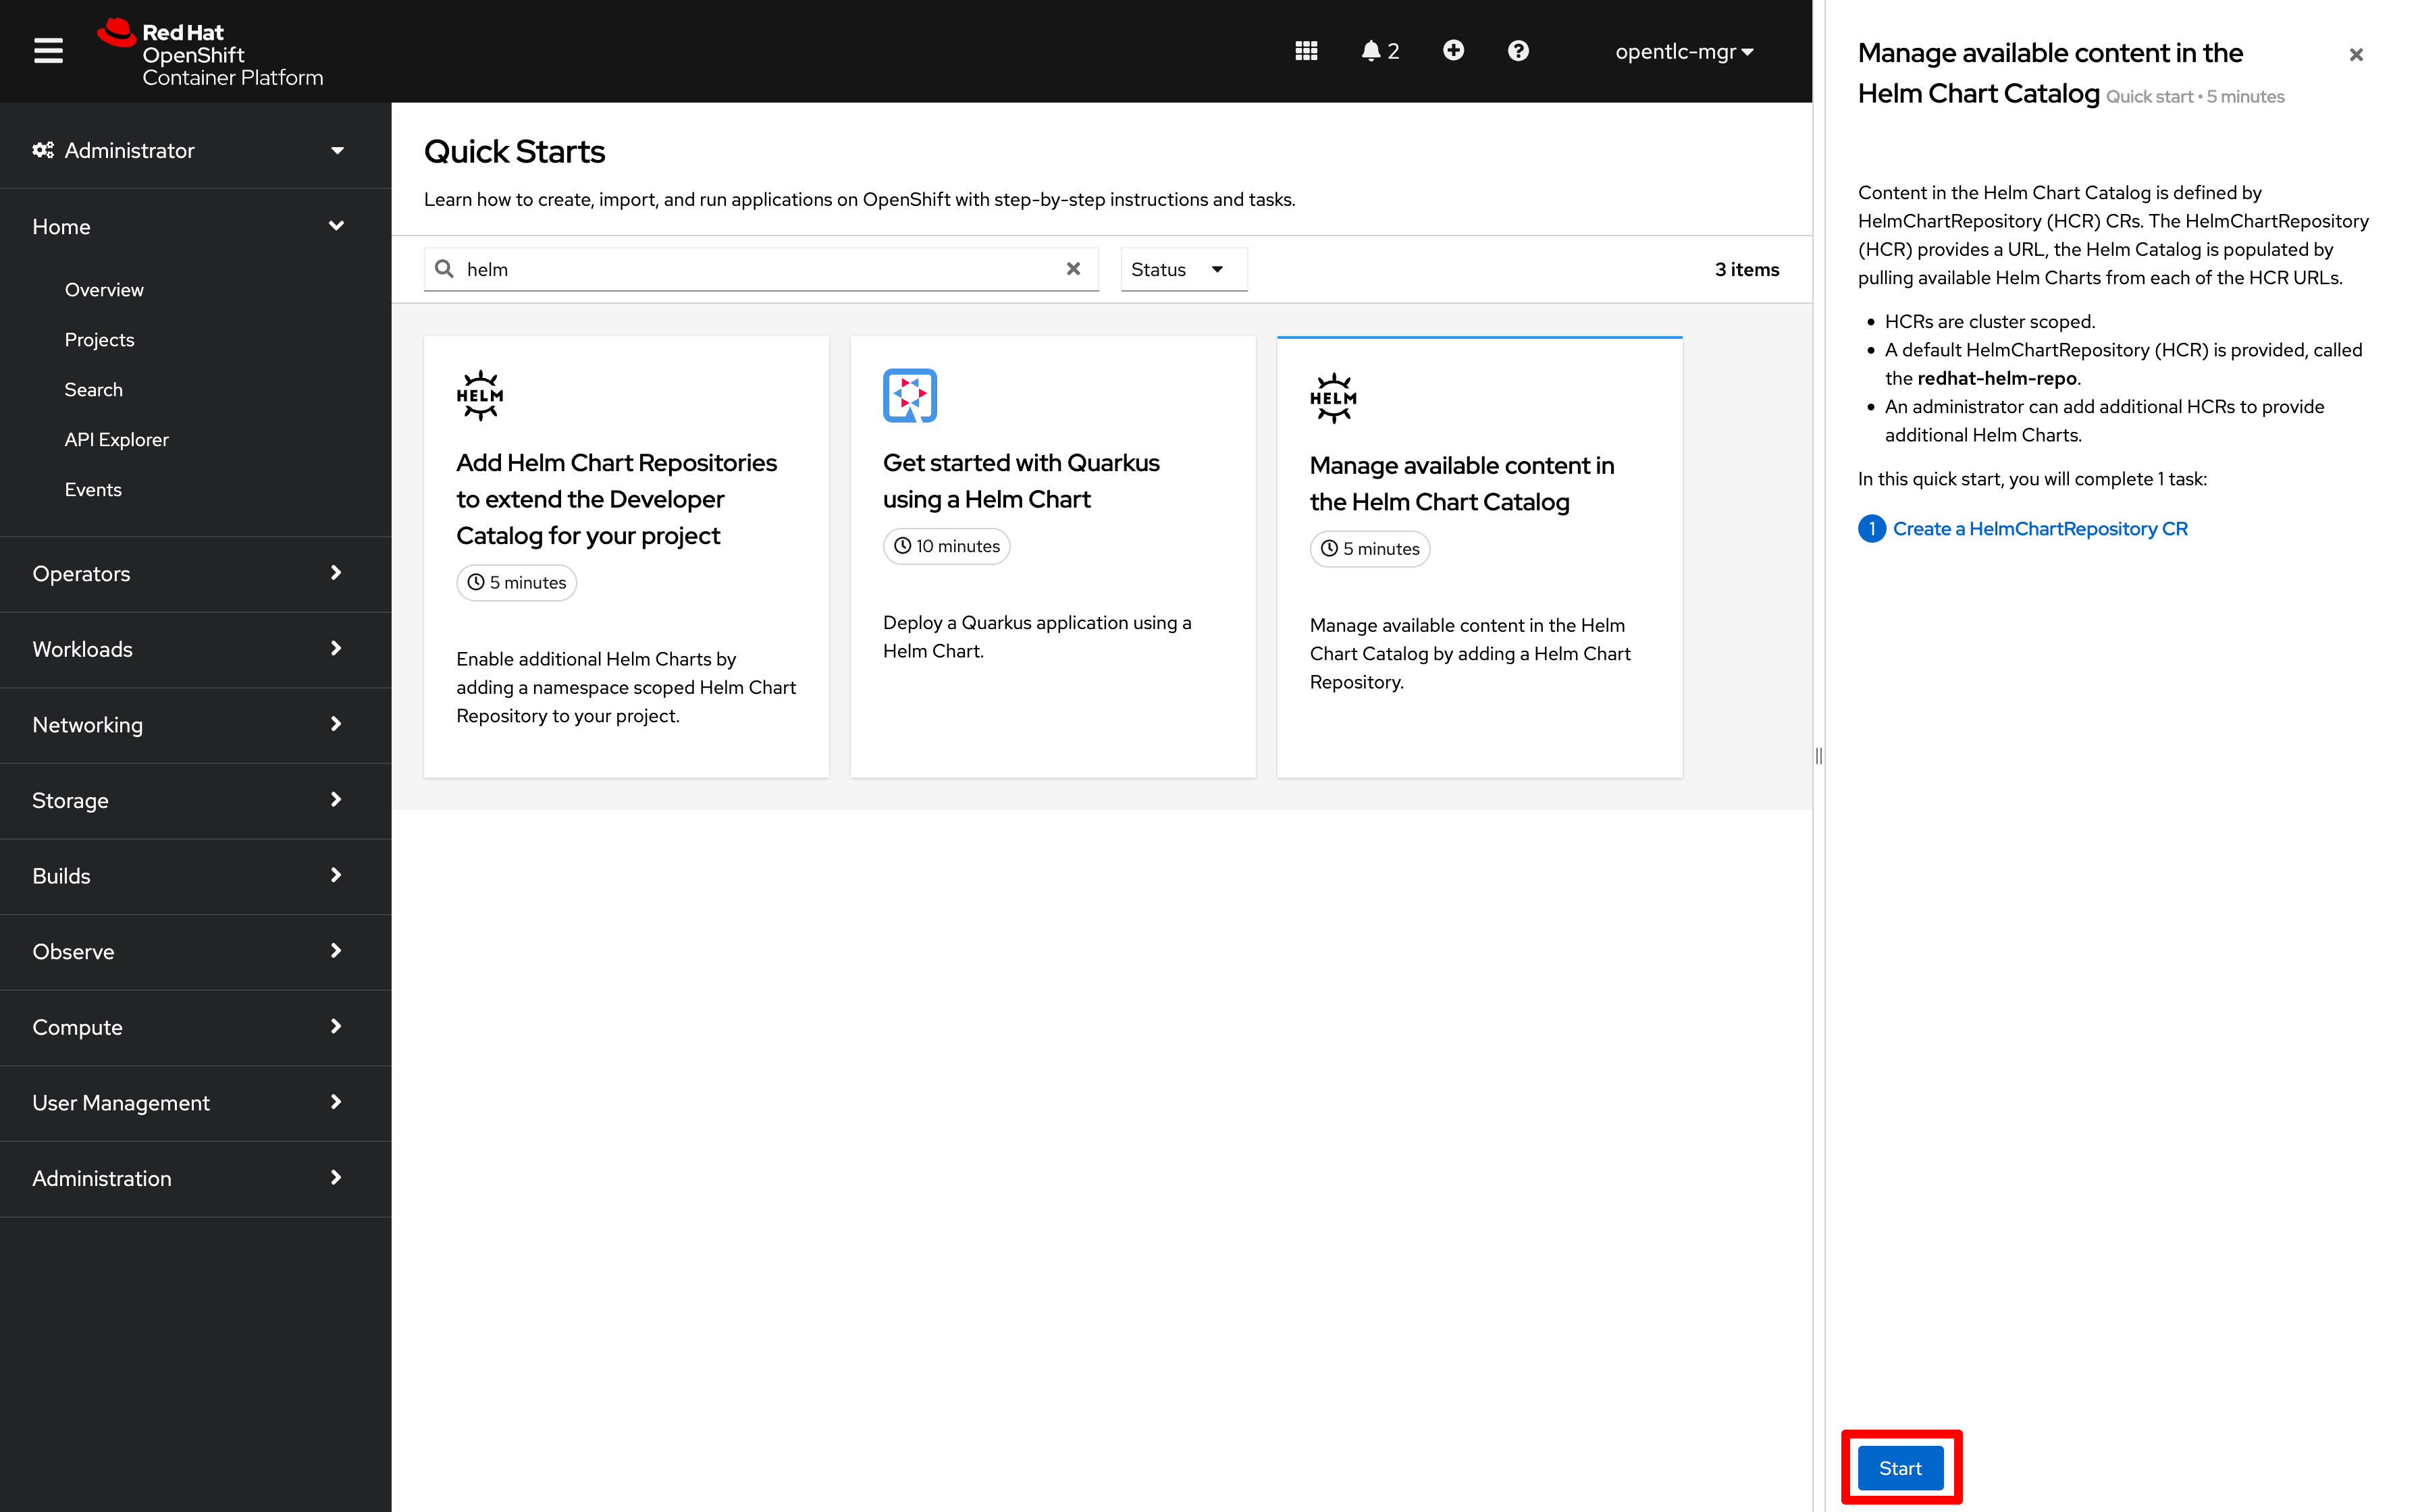 Red Hat
OpenShift
Container Platform
2
opentlc-mgr
Administrator
Home
Overview
Projects
Search
API Explorer
Events
Operators
Workloads
Networking
Storage
Builds
Observe
Compute
User Management
Administration
Quick Starts
Learn how to create, import, and run applications on OpenShift with step-by-step instructions and tasks.
helm
Status
3 items
HELM
Add Helm Chart Repositories
to extend the Developer
Catalog for your project
5 minutes
Enable additional Helm Charts by
adding a namespace scoped Helm Chart
Repository to your project.
Get started with Quarkus
using a Helm Chart
10 minutes
Deploy a Quarkus application using a
Helm Chart.
HELM
Manage available content in
the Helm Chart Catalog
5 minutes
Manage available content in the Helm
Chart Catalog by adding a Helm Chart
Repository.
Manage available content in the
Helm Chart Catalog Quick start • 5 minutes
Content in the Helm Chart Catalog is defined by
HelmChartRepository (HCR) CRs. The HelmChartRepository
(HCR) provides a URL, the Helm Catalog is populated by
pulling available Helm Charts from each of the HCR URLs.
• HCRs are cluster scoped.
• A default HelmChartRepository (HCR) is provided, called
the redhat-helm-repo.
• An administrator can add additional HCRs to provide
additional Helm Charts.
In this quick start, you will complete 1 task:
1 Create a HelmChartRepository CR
Start